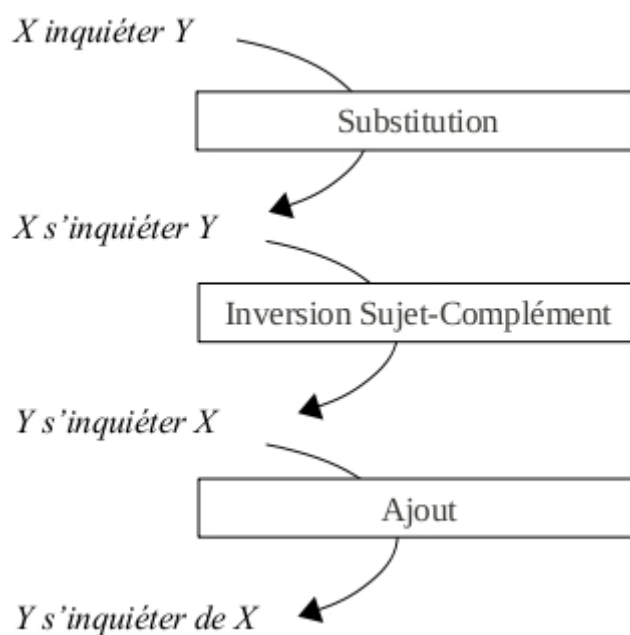 X inquiéter Y
Substitution
X s’inquiéter Y
Inversion Sujet-Complément
Y s’inquiéter X
Ajout
Y s’inquiéter de X